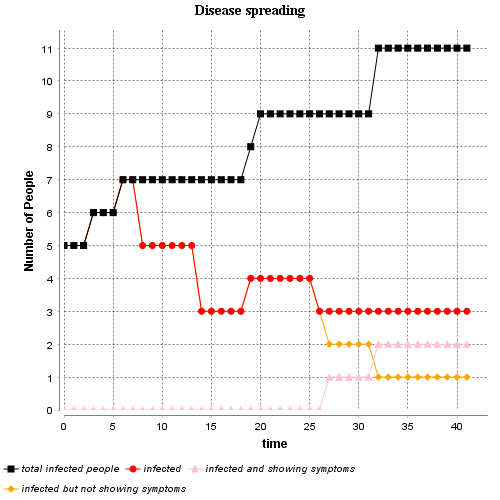 Disease spreading
Number of People
11
10
9
8
7
6
5
4
3
2
1
0
0 5 10 15 20 25 30 35 40
time
total infected people infected infected and showing symptoms
infected but not showing symptoms